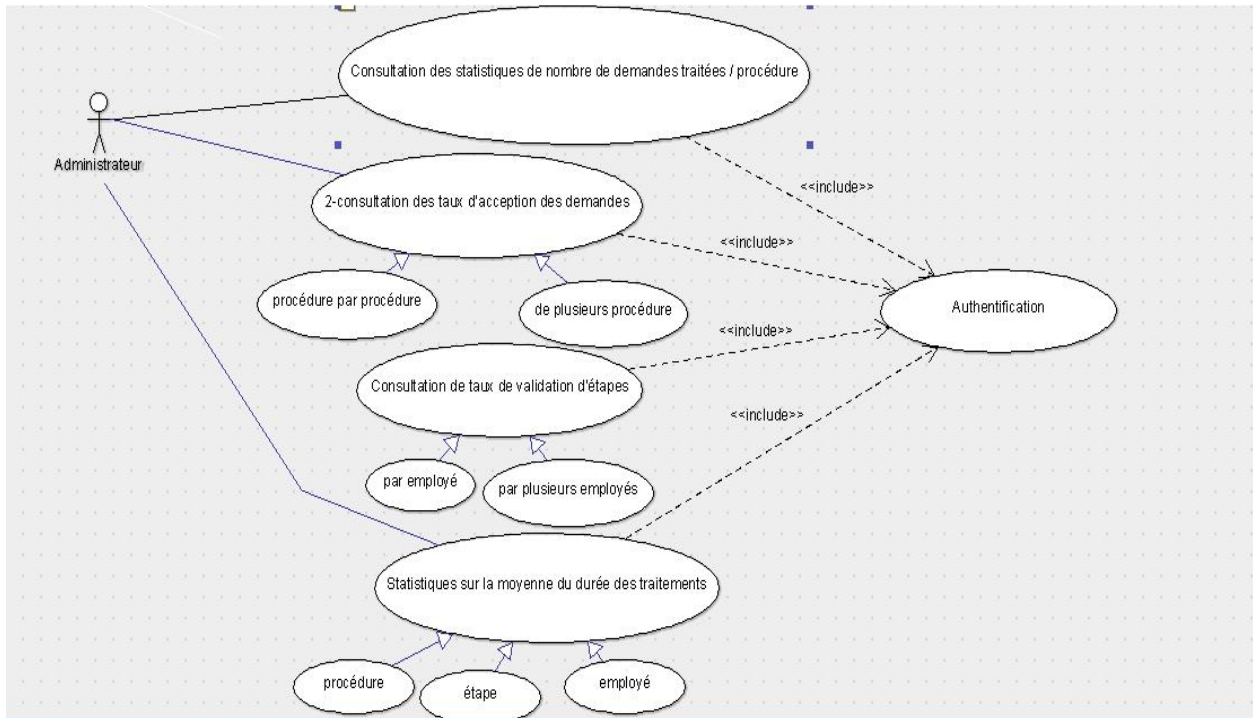 Consultation des statistiques de nombre de demandes traitées / procédure
Administrateur
<<include>>
2-consultation des taux d'acception des demandes
<<include>>
procédure par procédure
de plusieurs procédure
Authentification
<<include>>
Consultation de taux de validation d'étapes
<<include>>
par employé
par plusieurs employés
Statistiques sur la moyenne du durée des traitements
procédure
étape
employé